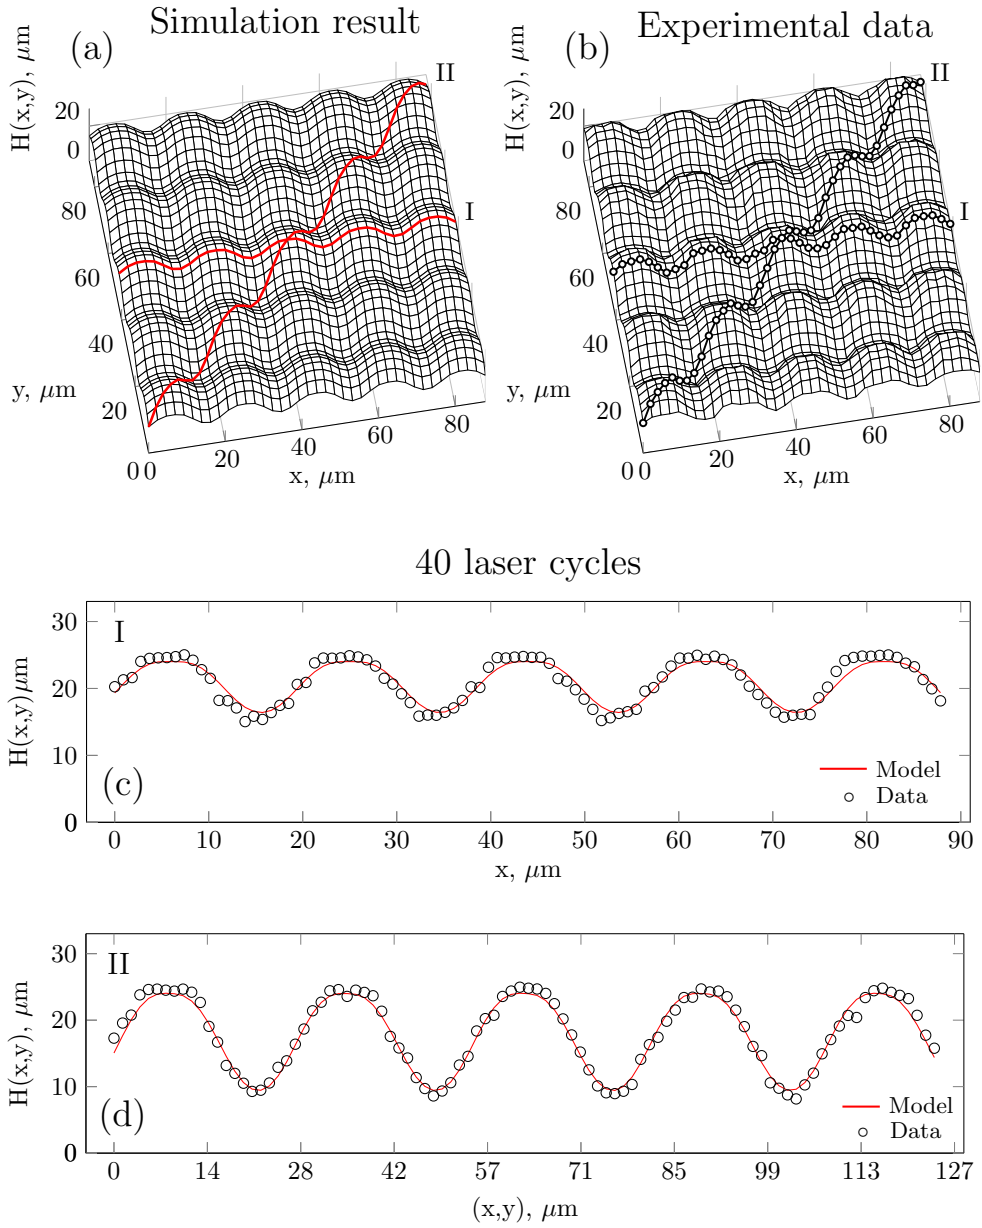 Simulation result
Experimental data
(a)
(b)
H(x,y), μm
20
0
80
60
40
20
0
y, μm
0
20
40
60
80
x, μm
I
II
H(x,y), μm
20
0
80
60
40
20
0
y, μm
0
20
40
60
80
x, μm
I
II
40 laser cycles
I
H(x,y)μm
30
20
10
0
(c)
Model
Data
0 10 20 30 40 50 60 70 80 90
x, μm
II
H(x,y), μm
30
20
10
0
(d)
Model
Data
0 14 28 42 57 71 85 99 113 127
(x,y), μm